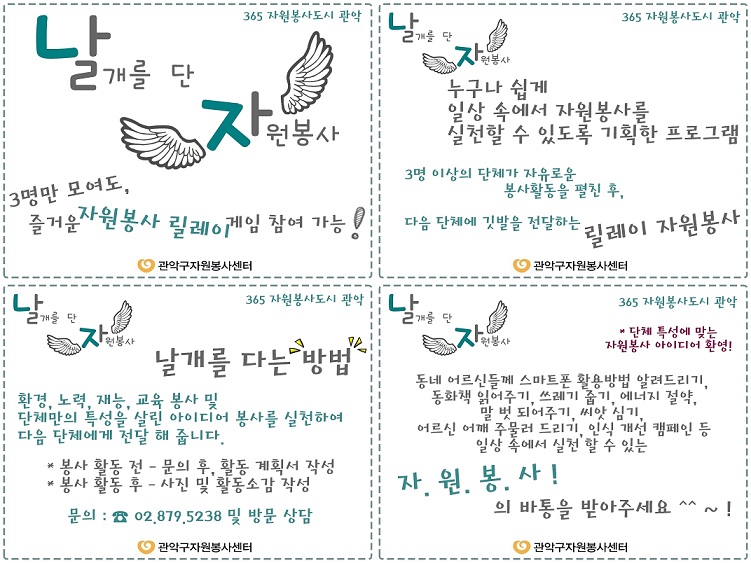 365 자원봉사도시 관악
날개를 단
자원봉사
3명만 모여도,
즐거운 자원봉사 릴레이 게임 참여 가능!
관악구자원봉사센터
365 자원봉사도시 관악
날개를 단
자원봉사
누구나 쉽게
일상 속에서 자원봉사를
실천할 수 있도록 기획한 프로그램
3명 이상의 단체가 자유로운
봉사활동을 펼친 후,
다음 단체에 깃발을 전달하는 릴레이 자원봉사
관악구자원봉사센터
365 자원봉사도시 관악
날개를 단
자원봉사
날개를 다는 방법
환경, 노력, 재능, 교육 봉사 및
단체만의 특성을 살린 아이디어 봉사를 실천하여
다음 단체에게 전달 해 줍니다.
* 봉사 활동 전 - 문의 후, 활동 계획서 작성
* 봉사 활동 후 - 사진 및 활동소감 작성
문의 : ☎ 02.879.5238 및 방문 상담
관악구자원봉사센터
365 자원봉사도시 관악
날개를 단
자원봉사
* 단체 특성에 맞는
자원봉사 아이디어 환영!
동네 어르신들께 스마트폰 활용방법 알려드리기,
동화책 읽어주기, 쓰레기 줍기, 에너지 절약,
말 벗 되어주기, 씨앗 심기,
어르신 어깨 주물러 드리기, 인식 개선 캠페인 등
일상 속에서 실천 할 수 있는
자. 원. 봉. 사 !
의 바통을 받아주세요 ^^ ~ !
관악구자원봉사센터